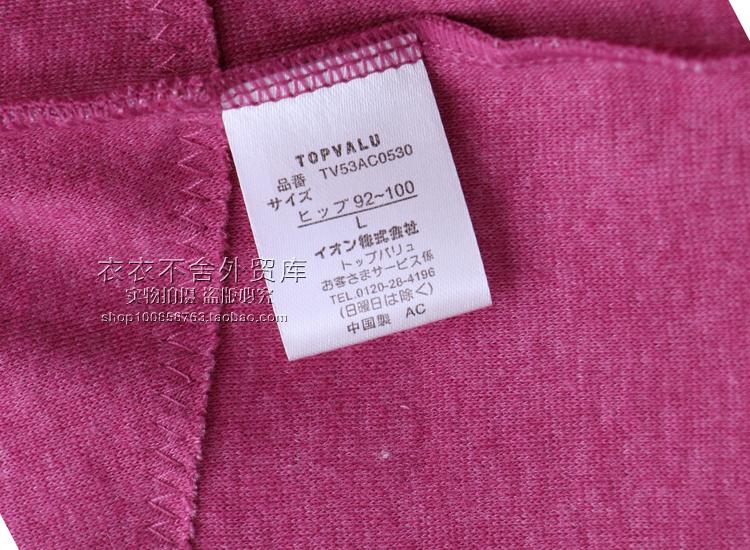 TOPVALU
品番 TV53AC0530
サイズ
ヒップ 92~100
L
イオン株式会社
トップバリュ
お客さまサービス係
TEL.0120-28-4196
(日曜日は除く)
中国製 AC
衣衣不舍外贸库
实物拍摄 盗版必究
shop100858763.taobao.com